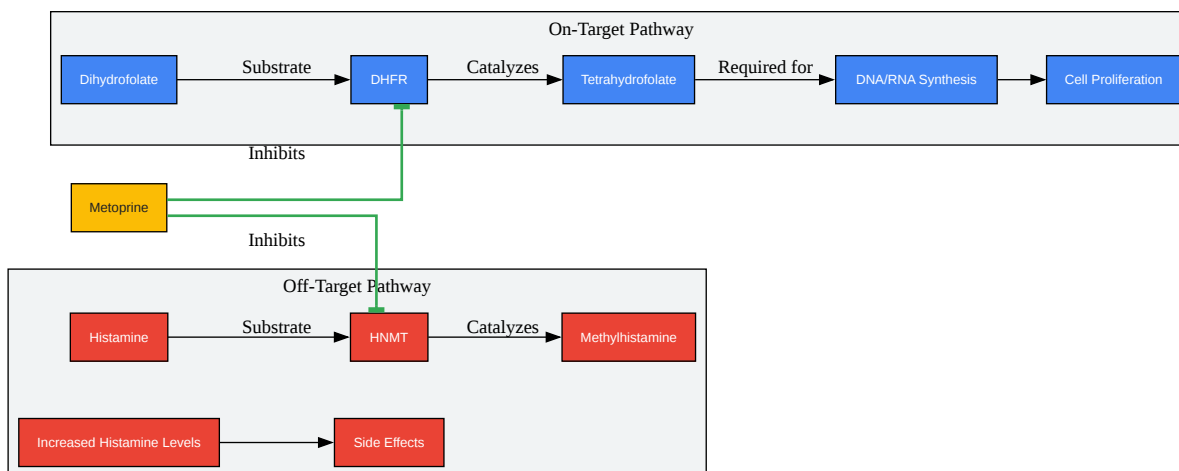 On-Target Pathway
Dihydrofolate
Substrate
DHFR
Catalyzes
Tetrahydrofolate
Required for
DNA/RNA Synthesis
Cell Proliferation
Inhibits
Metoprine
Inhibits
Off-Target Pathway
Histamine
Substrate
HNMT
Catalyzes
Methylhistamine
Increased Histamine Levels
Side Effects